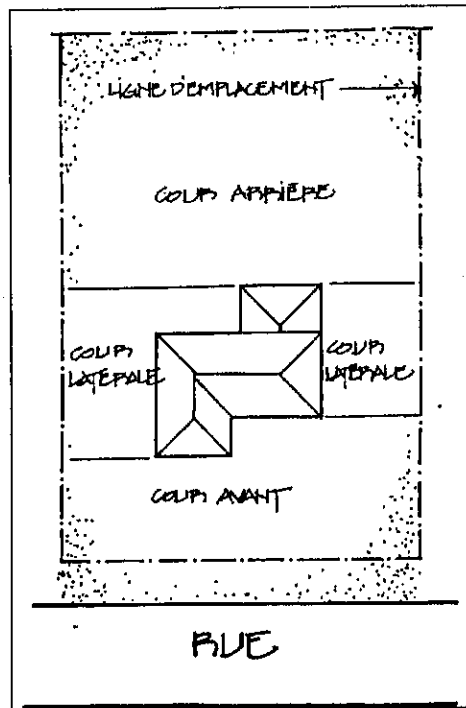 LIGNE D'EMPLACEMENT
COUR ARRIÈRE
COUR
LATÉRALE
COUR
LATÉRALE
COUR AVANT
RUE